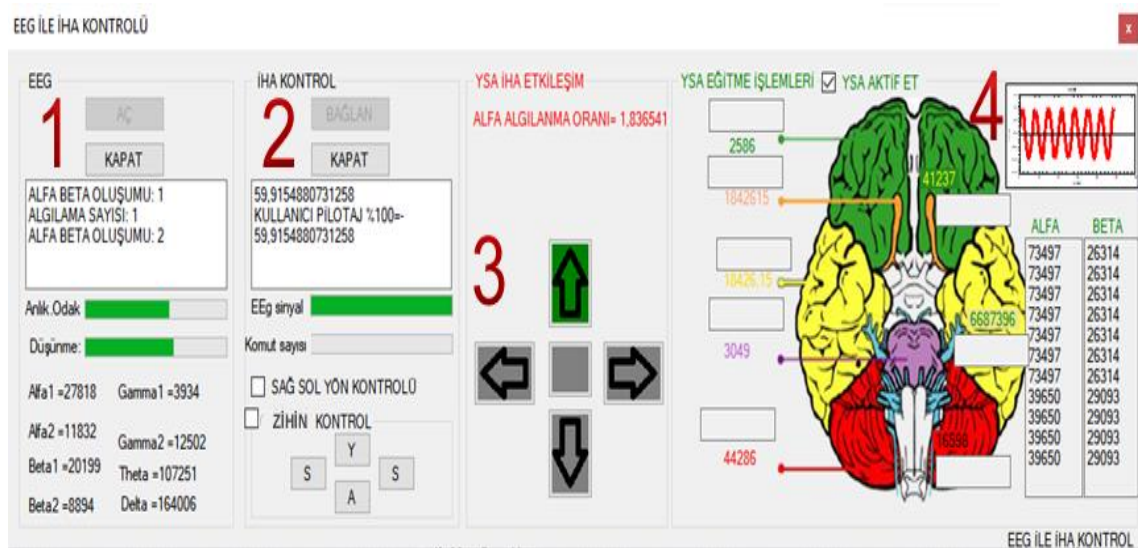 EEG İLE İHA KONTROLÜ
x
EEG
1
AÇ
KAPAT
ALFA BETA OLUŞUMU: 1
ALGILAMA SAYISI: 1
ALFA BETA OLUŞUMU: 2
Anlık Odak
Düşünme:
Alfa1 =27818
Gamma1 =3934
Alfa2=11832
Gamma2 =12502
Beta1 =20199
Theta =107251
Beta2 =8894
Delta =164006
İHA KONTROL
2
BAĞLAN
KAPAT
59,9154880731258
KULLANICI PİLOTAJ %100=-
59,9154880731258
EEg sinyal
Komut sayısı
SAĞ SOL YÖN KONTROLÜ
ZİHİN KONTROL
Y
S
S
A
YSA İHA ETKİLEŞİM
ALFA ALGILANMA ORANI= 1,836541
3
YSA EĞİTME İŞLEMLERİ
YSA AKTİF ET
4
2586
41237
1842615
18426,15
6687396
3049
16598
44286
ALFA BETA
73497 26314
73497 26314
73497 26314
73497 26314
73497 26314
73497 26314
73497 26314
39650 29093
39650 29093
39650 29093
39650 29093
EEG İLE İHA KONTROL